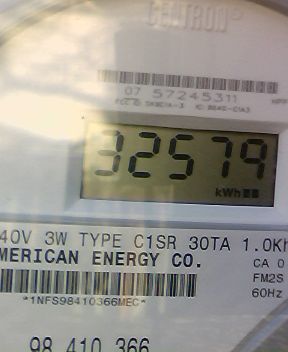 CENTRON®
07 57245311
32579
kWh
40V 3W TYPE C1SR 30TA 1.0Kh
MERICAN ENERGY CO.
CA 0
FM2S
*1NFS98410366MEC*
60Hz
98 410 366